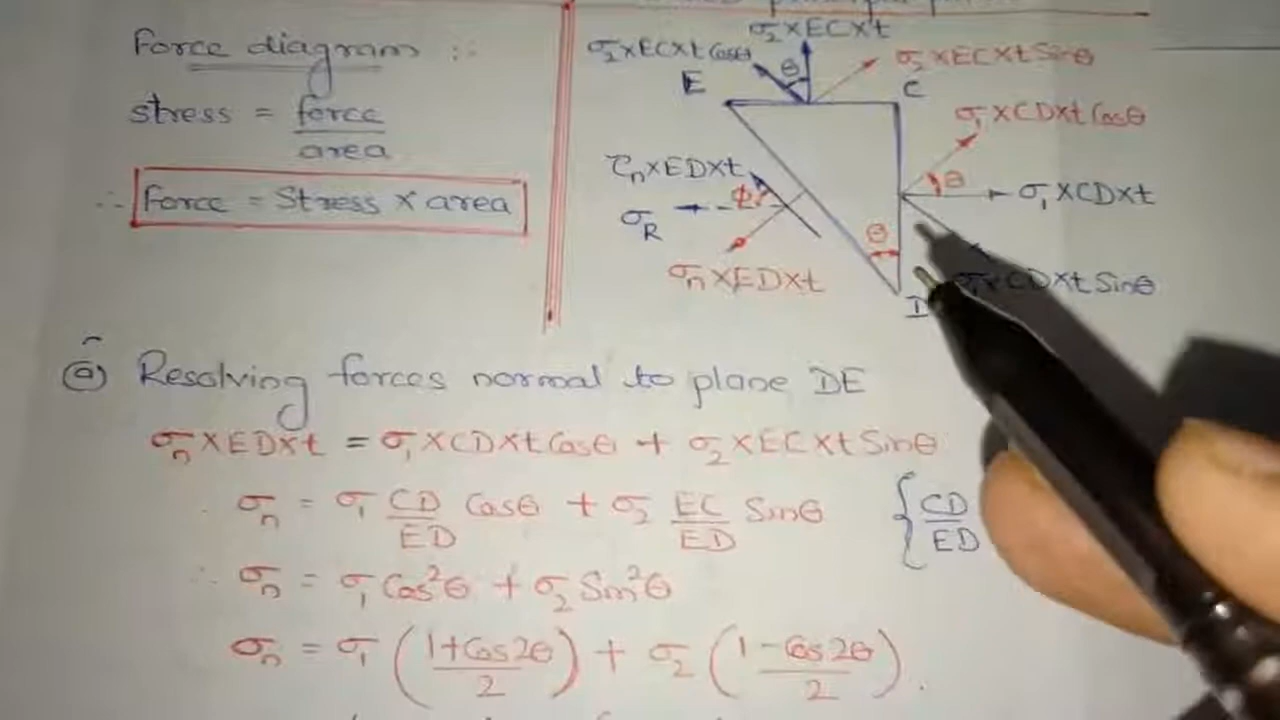 Force diagram :-
stress = force / area
∴ Force = Stress × area
σ₂×EC×t
σ₂×EC×t Cosθ
θ
σ₂×EC×t Sinθ
E
C
σ₁×CD×t Cosθ
τn×ED×t
θ
σ₁×CD×t
ϕ
σR
θ
σn×ED×t
σ₁×CD×t Sinθ
D
(a) Resolving forces normal to plane DE
σn×ED×t = σ₁×CD×t Cosθ + σ₂×EC×t Sinθ
σn = σ₁ CD/ED Cosθ + σ₂ EC/ED Sinθ { CD/ED
∴ σn = σ₁ Cos²θ + σ₂ Sin²θ
σn = σ₁ ( 1+Cos2θ / 2 ) + σ₂ ( 1-Cos2θ / 2 ).